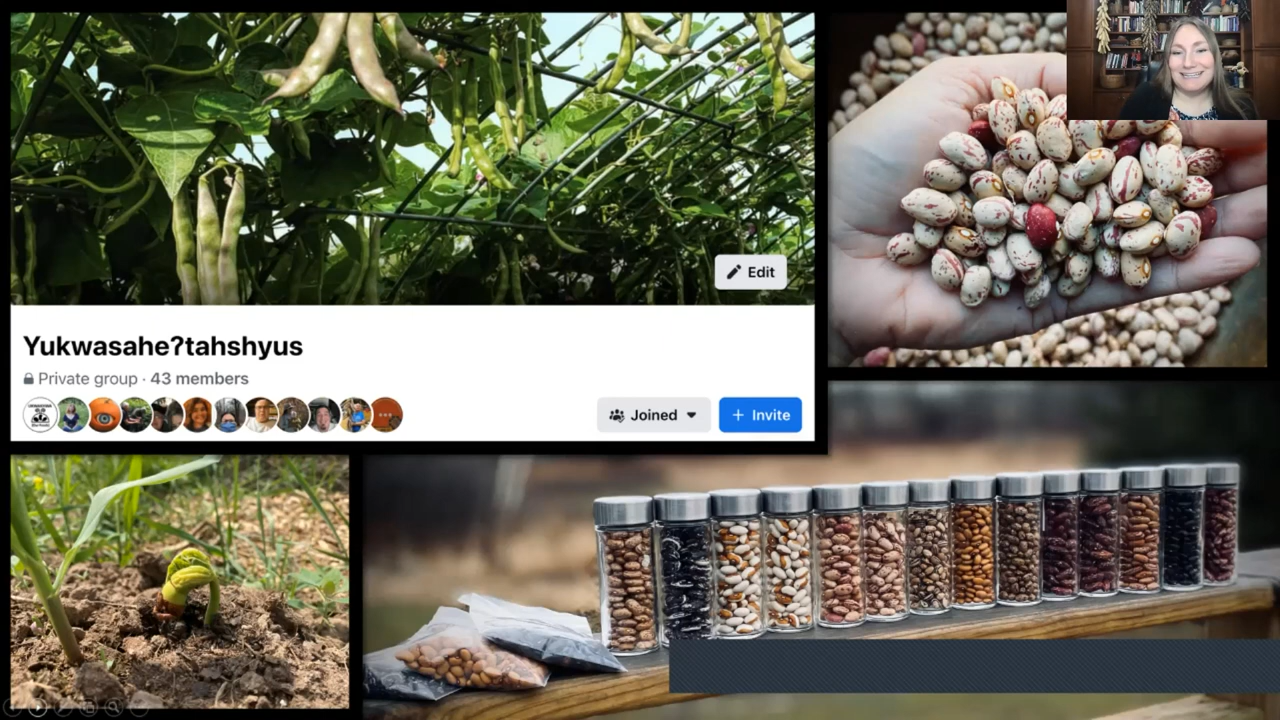 Edit
Yukwasahe?tahshyus
Private group · 43 members
Joined
Invite